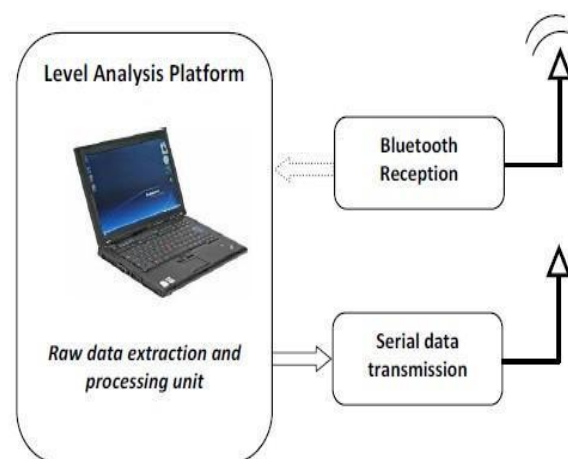 Level Analysis Platform
Bluetooth
Reception
Raw data extraction and
processing unit
Serial data
transmission